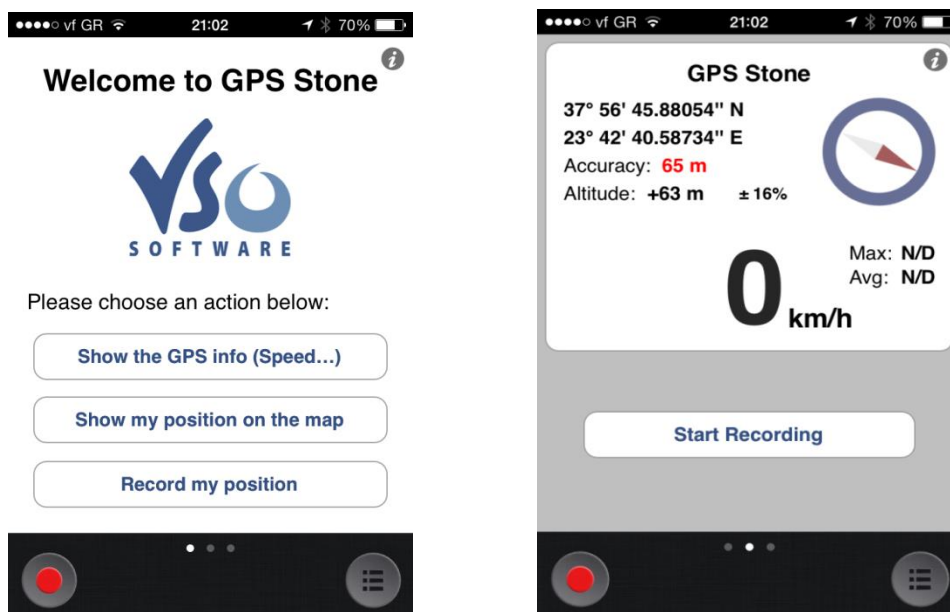 vf GR 21:02 70%
Welcome to GPS Stone
i
VSO
SOFTWARE
Please choose an action below:
Show the GPS info (Speed...)
Show my position on the map
Record my position
vf GR 21:02 70%
GPS Stone
i
37° 56' 45.88054" N
23° 42' 40.58734" E
Accuracy: 65 m
Altitude: +63 m ± 16%
Max: N/D
Avg: N/D
0 km/h
Start Recording